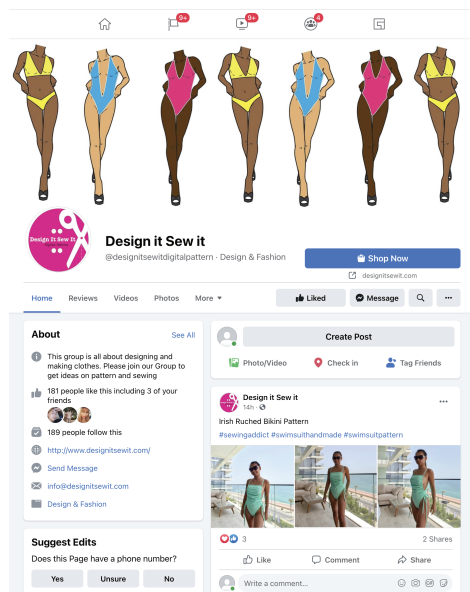 9+
9+
4
Design It Sew It
Design it Sew it
@designitsewitdigitalpattern · Design & Fashion
Shop Now
designitsewit.com
Home
Reviews
Videos
Photos
More
Liked
Message
About
See All
This group is all about designing and
making clothes. Please join our Group to
get ideas on pattern and sewing
181 people like this including 3 of your
friends
189 people follow this
http://www.designitsewit.com/
Send Message
info@designitsewit.com
Design & Fashion
Suggest Edits
Does this Page have a phone number?
Yes
Unsure
No
Create Post
Photo/Video
Check in
Tag Friends
Design it Sew it
14h ·
Irish Ruched Bikini Pattern
#sewingaddict #swimsuithandmade #swimsuitpattern
3
2 Shares
Like
Comment
Share
Write a comment...